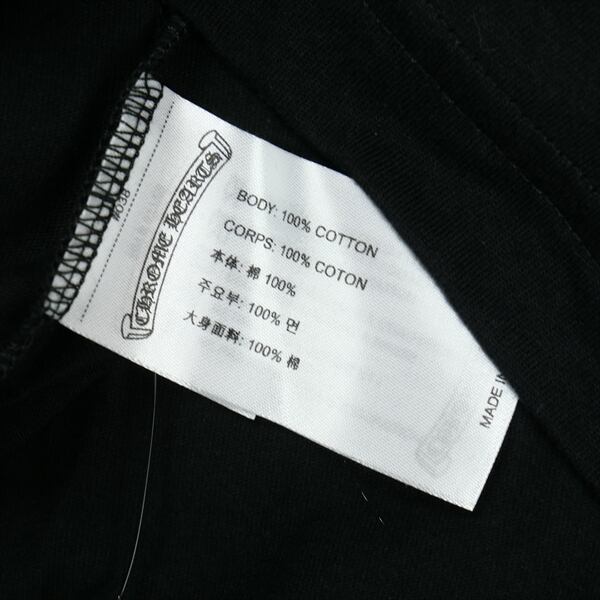 CHROME HEARTS
BODY: 100% COTTON
CORPS: 100% COTON
本体: 棉 100%
주요부: 100% 면
大身面料: 100% 棉
MADE IN